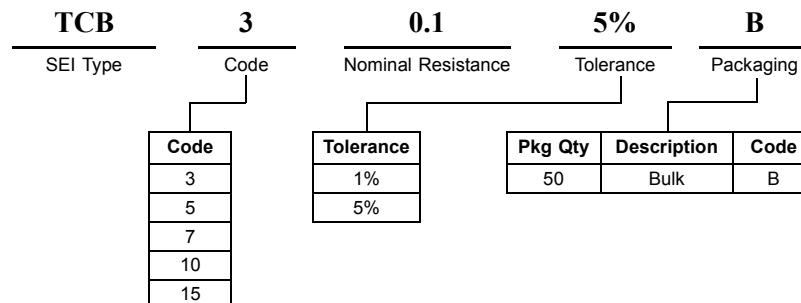 TCB 3 0.1 5% B
SEI Type Code Nominal Resistance Tolerance Packaging
Code Tolerance Pkg Qty Description Code
3 1% 50 Bulk B
5 5%
7
10
15